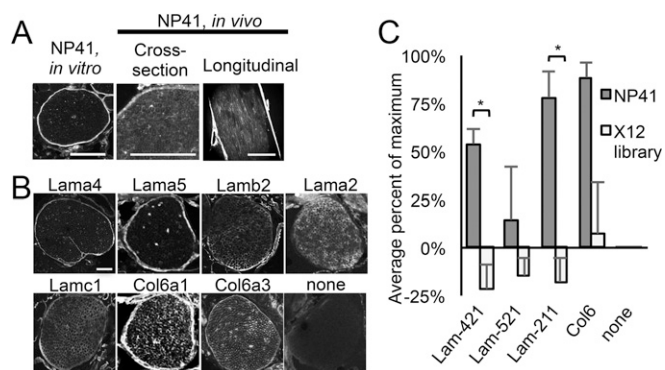 A
NP41, in vivo
NP41,
in vitro
Cross-
section
Longitudinal
B
Lama4
Lama5
Lamb2
Lama2
Lamc1
Col6a1
Col6a3
none
C
Average percent of maximum
100%
75%
50%
25%
0%
-25%
*
*
NP41
X12
library
Lam-421
Lam-521
Lam-211
Col6
none